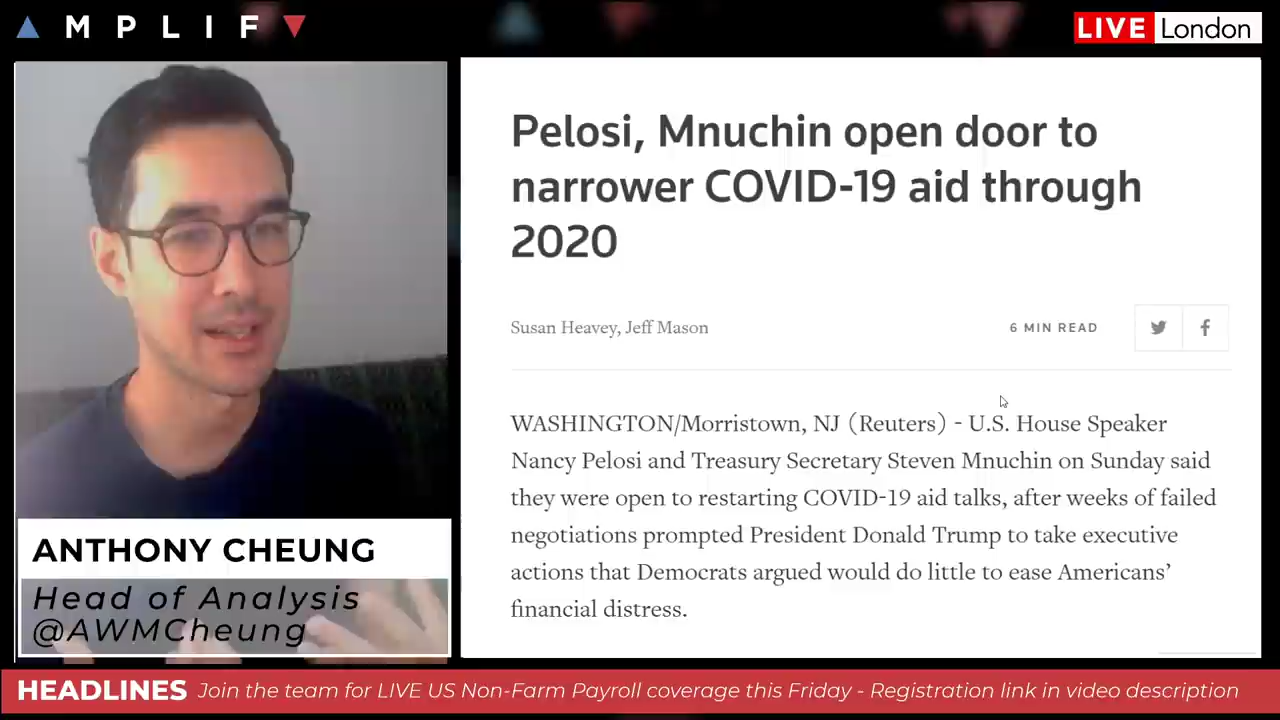 AMPLIFY
LIVE London
Pelosi, Mnuchin open door to
narrower COVID-19 aid through
2020
Susan Heavey, Jeff Mason
6 MIN READ
WASHINGTON/Morristown, NJ (Reuters) - U.S. House Speaker
Nancy Pelosi and Treasury Secretary Steven Mnuchin on Sunday said
they were open to restarting COVID-19 aid talks, after weeks of failed
negotiations prompted President Donald Trump to take executive
actions that Democrats argued would do little to ease Americans’
financial distress.
ANTHONY CHEUNG
Head of Analysis
@AWMCheung
HEADLINES Join the team for LIVE US Non-Farm Payroll coverage this Friday - Registration link in video description